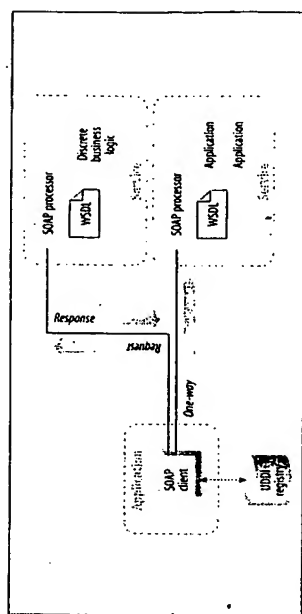 SOAP processor
WSDL
Discrete
business
logic
Service
SOAP processor
WSDL
Application
Application
Service
Response
Request
One-way
Application
SOAP
client
UDDI
registry